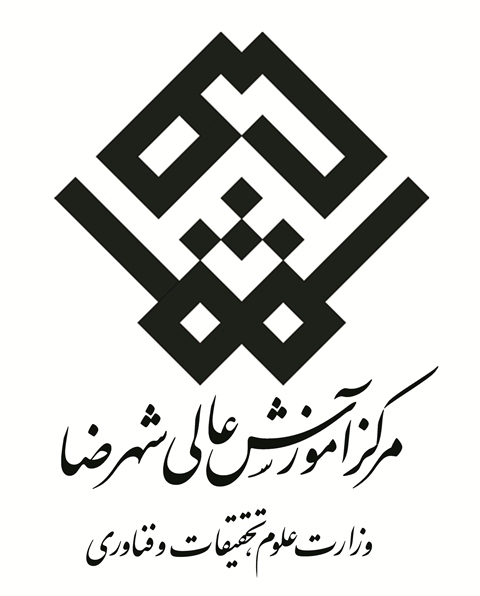 مرکز آموزش عالی شهرضا
وزارت علوم، تحقیقات و فناوری